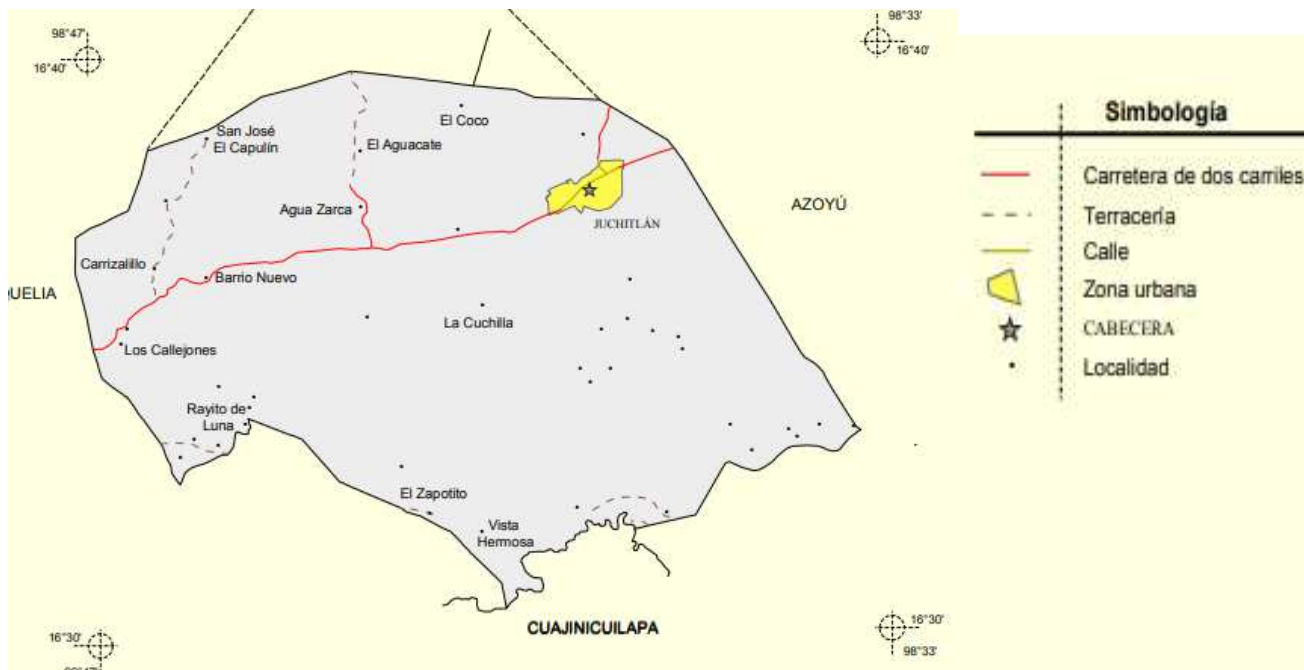 98°47'
16°40'
98°33'
16°40'
San José
El Capulín
El Coco
El Aguacate
Agua Zarca
JUCHITLÁN
AZOYÚ
Carrizalillo
Barrio Nuevo
QUELIA
La Cuchilla
Los Callejones
Rayito de
Luna
El Zapotito
Vista
Hermosa
CUAJINICUILAPA
16°30'
16°30'
98°33'
Simbología
Carretera de dos carriles
Terracería
Calle
Zona urbana
CABECERA
Localidad